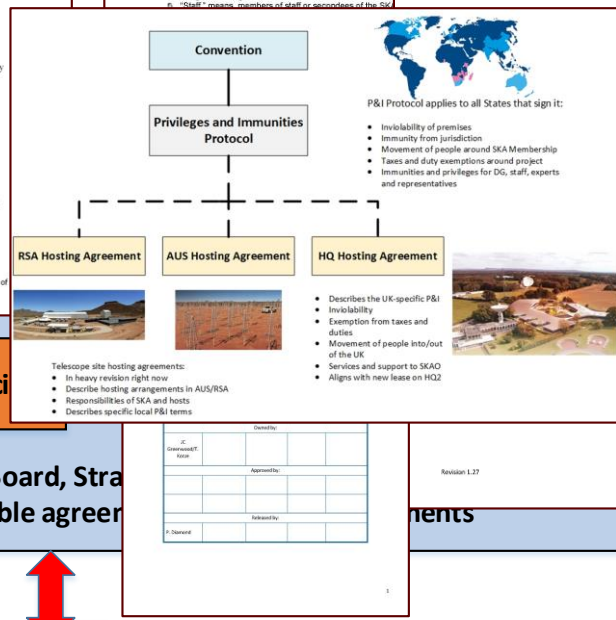 f) "Staff" means, members of staff or secondees of the SKA
Convention
Privileges and Immunities
Protocol
P&I Protocol applies to all States that sign it:
• Inviolability of premises
• Immunity from jurisdiction
• Movement of people around SKA Membership
• Taxes and duty exemptions around project
• Immunities and privileges for DG, staff, experts
and representatives
RSA Hosting Agreement
AUS Hosting Agreement
HQ Hosting Agreement
• Describes the UK-specific P&I
• Inviolability
• Exemption from taxes and
duties
• Movement of people into/out
of the UK
• Services and support to SKAO
• Aligns with new lease on HQ2
Telescope site hosting agreements:
• In heavy revision right now
• Describe hosting arrangements in AUS/RSA
• Responsibilities of SKA and hosts
• Describes specific local P&I terms
y
of
ci
Owned by:
JC
Greenwood/T.
Approved by:
Released by:
P. Diamond
1
Revision 1.27
Board, Stra
ble agreer
ents